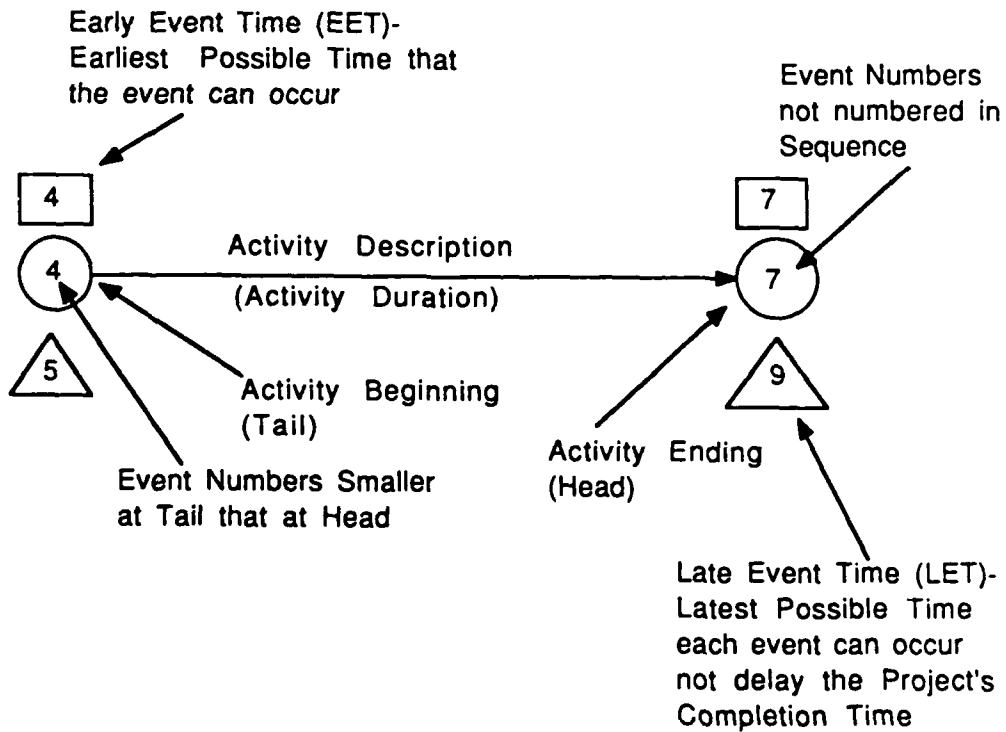 Early Event Time (EET)-
Earliest Possible Time that
the event can occur
Event Numbers
not numbered in
Sequence
4
7
4
Activity Description
(Activity Duration)
7
5
9
Activity Beginning
(Tail)
Activity Ending
(Head)
Event Numbers Smaller
at Tail that at Head
Late Event Time (LET)-
Latest Possible Time
each event can occur
not delay the Project's
Completion Time